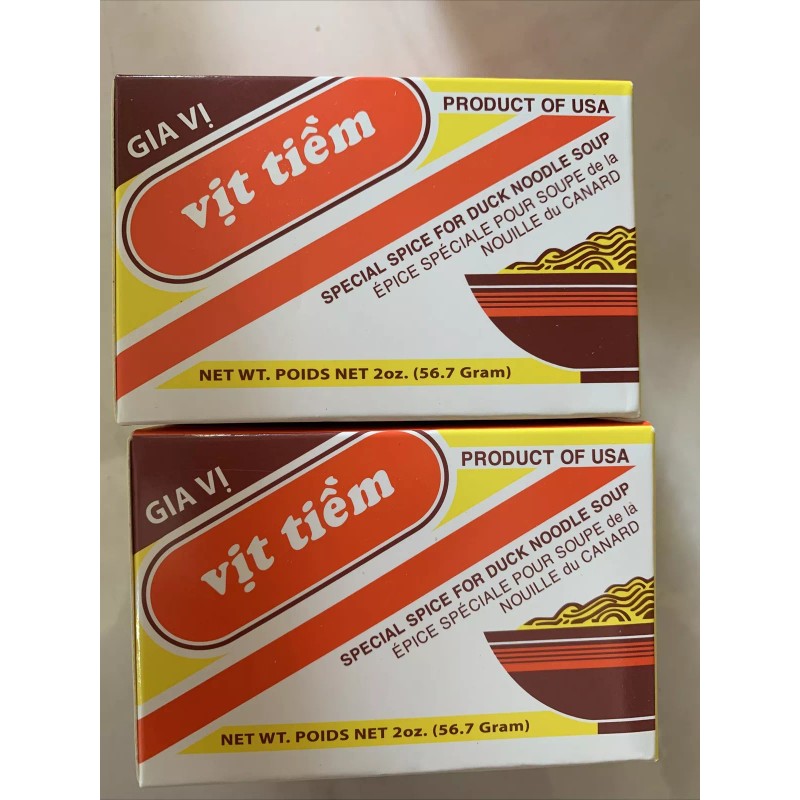 GIA VỊ
vịt tiềm
PRODUCT OF USA
SPECIAL SPICE FOR DUCK NOODLE SOUP
ÉPICE SPÉCIALE POUR SOUPE de la
NOUILLE du CANARD
NET WT. POIDS NET 2oz. (56.7 Gram)
GIA VỊ
vịt tiềm
PRODUCT OF USA
SPECIAL SPICE FOR DUCK NOODLE SOUP
ÉPICE SPÉCIALE POUR SOUPE de la
NOUILLE du CANARD
NET WT. POIDS NET 2oz. (56.7 Gram)